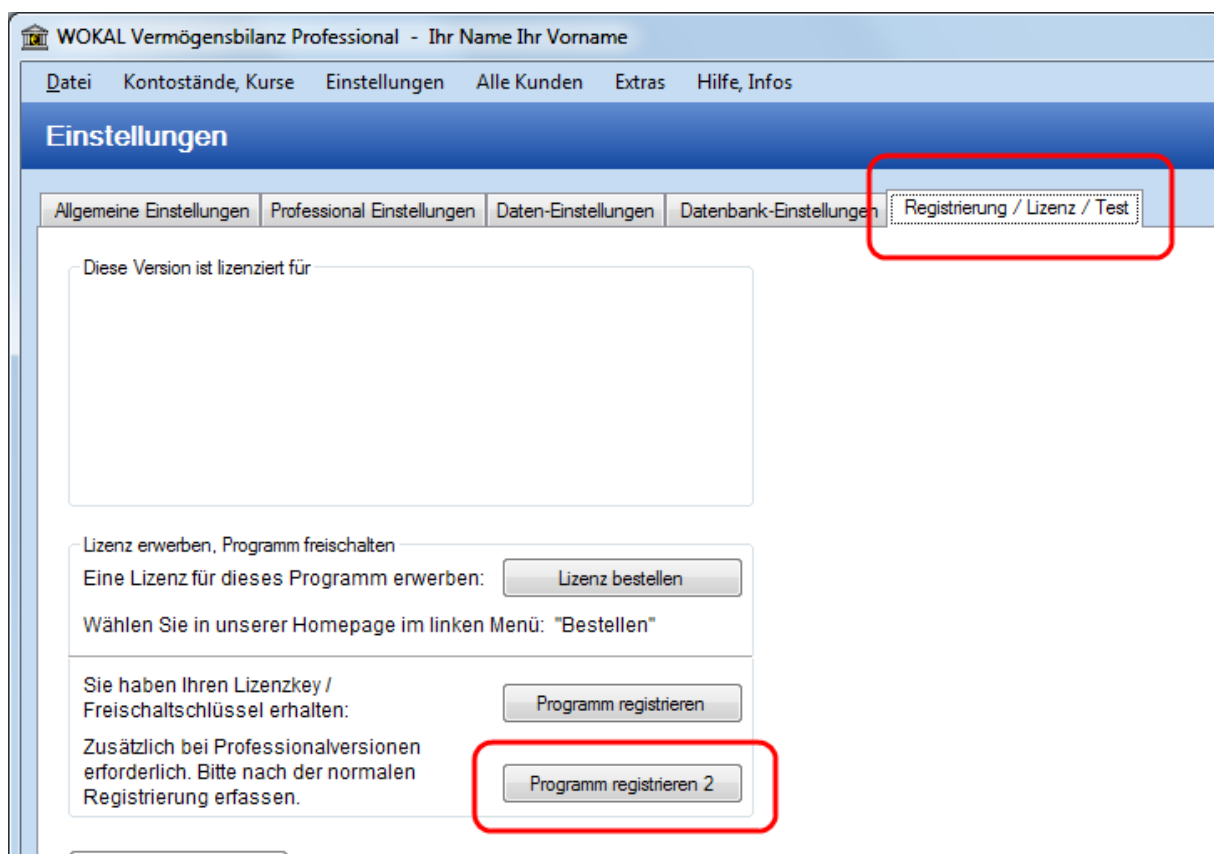 WOKAL Vermögensbilanz Professional - Ihr Name Ihr Vorname
Datei Kontostände, Kurse Einstellungen Alle Kunden Extras Hilfe, Infos
Einstellungen
Allgemeine Einstellungen Professional Einstellungen Daten-Einstellungen Datenbank-Einstellungen Registrierung / Lizenz / Test
Diese Version ist lizenziert für
Lizenz erwerben, Programm freischalten
Eine Lizenz für dieses Programm erwerben: Lizenz bestellen
Wählen Sie in unserer Homepage im linken Menü: "Bestellen"
Sie haben Ihren Lizenzkey /
Freischaltschlüssel erhalten:
Programm registrieren
Zusätzlich bei Professionalversionen
erforderlich. Bitte nach der normalen
Registrierung erfassen.
Programm registrieren 2